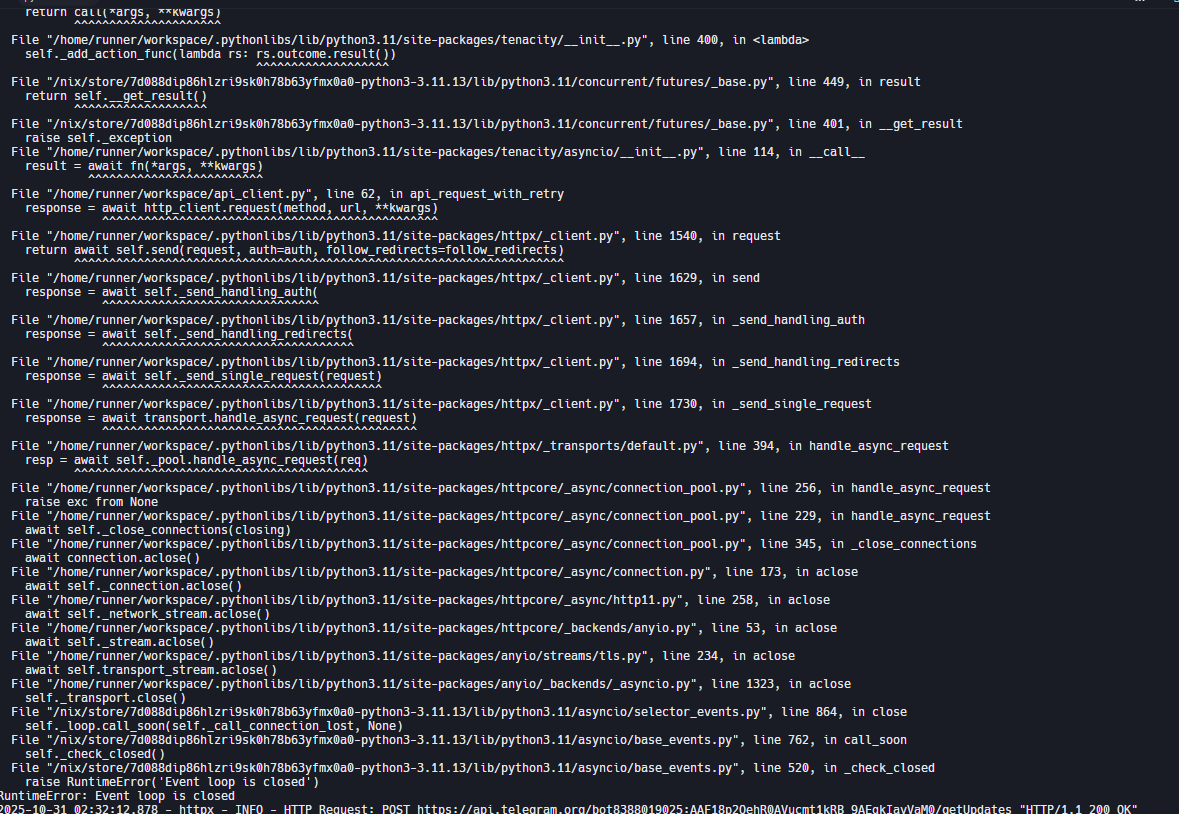 return call(*args, **kwargs)
^^^^^^^^^^^^^^^^^^^^^
File "/home/runner/workspace/.pythonlibs/lib/python3.11/site-packages/tenacity/__init__.py", line 400, in <lambda>
self._add_action_func(lambda rs: rs.outcome.result())
^^^^^^^^^^^^^^^^^^^
File "/nix/store/7d088dip86hlzri9sk0h78b63yfmx0a0-python3-3.11.13/lib/python3.11/concurrent/futures/_base.py", line 449, in result
return self.__get_result()
^^^^^^^^^^^^^^^^^^^
File "/nix/store/7d088dip86hlzri9sk0h78b63yfmx0a0-python3-3.11.13/lib/python3.11/concurrent/futures/_base.py", line 401, in __get_result
raise self._exception
File "/home/runner/workspace/.pythonlibs/lib/python3.11/site-packages/tenacity/asyncio/__init__.py", line 114, in __call__
result = await fn(*args, **kwargs)
^^^^^^^^^^^^^^^^^^^^^^^^^
File "/home/runner/workspace/api_client.py", line 62, in api_request_with_retry
response = await http_client.request(method, url, **kwargs)
^^^^^^^^^^^^^^^^^^^^^^^^^^^^^^^^^^^^^^^^^^^^^^^^
File "/home/runner/workspace/.pythonlibs/lib/python3.11/site-packages/httpx/_client.py", line 1540, in request
return await self.send(request, auth=auth, follow_redirects=follow_redirects)
^^^^^^^^^^^^^^^^^^^^^^^^^^^^^^^^^^^^^^^^^^^^^^^^^^^^^^^^^^^^^^^^^^^^^^
File "/home/runner/workspace/.pythonlibs/lib/python3.11/site-packages/httpx/_client.py", line 1629, in send
response = await self._send_handling_auth(
^^^^^^^^^^^^^^^^^^^^^^^^^^^^^^^
File "/home/runner/workspace/.pythonlibs/lib/python3.11/site-packages/httpx/_client.py", line 1657, in _send_handling_auth
response = await self._send_handling_redirects(
^^^^^^^^^^^^^^^^^^^^^^^^^^^^^^^^^^^^
File "/home/runner/workspace/.pythonlibs/lib/python3.11/site-packages/httpx/_client.py", line 1694, in _send_handling_redirects
response = await self._send_single_request(request)
^^^^^^^^^^^^^^^^^^^^^^^^^^^^^^^^^^^^^^^^
File "/home/runner/workspace/.pythonlibs/lib/python3.11/site-packages/httpx/_client.py", line 1730, in _send_single_request
response = await transport.handle_async_request(request)
^^^^^^^^^^^^^^^^^^^^^^^^^^^^^^^^^^^^^^^^^^^^^
File "/home/runner/workspace/.pythonlibs/lib/python3.11/site-packages/httpx/_transports/default.py", line 394, in handle_async_request
resp = await self._pool.handle_async_request(req)
^^^^^^^^^^^^^^^^^^^^^^^^^^^^^^^^^^^^^^^^^^
File "/home/runner/workspace/.pythonlibs/lib/python3.11/site-packages/httpcore/_async/connection_pool.py", line 256, in handle_async_request
raise exc from None
File "/home/runner/workspace/.pythonlibs/lib/python3.11/site-packages/httpcore/_async/connection_pool.py", line 229, in handle_async_request
await self._close_connections(closing)
File "/home/runner/workspace/.pythonlibs/lib/python3.11/site-packages/httpcore/_async/connection_pool.py", line 345, in _close_connections
await connection.aclose()
File "/home/runner/workspace/.pythonlibs/lib/python3.11/site-packages/httpcore/_async/connection.py", line 173, in aclose
await self._connection.aclose()
File "/home/runner/workspace/.pythonlibs/lib/python3.11/site-packages/httpcore/_async/http11.py", line 258, in aclose
await self._network_stream.aclose()
File "/home/runner/workspace/.pythonlibs/lib/python3.11/site-packages/httpcore/_backends/anyio.py", line 53, in aclose
await self._stream.aclose()
File "/home/runner/workspace/.pythonlibs/lib/python3.11/site-packages/anyio/streams/tls.py", line 234, in aclose
await self.transport_stream.aclose()
File "/home/runner/workspace/.pythonlibs/lib/python3.11/site-packages/anyio/_backends/_asyncio.py", line 1323, in aclose
self._transport.close()
File "/nix/store/7d088dip86hlzri9sk0h78b63yfmx0a0-python3-3.11.13/lib/python3.11/asyncio/selector_events.py", line 864, in close
self._loop.call_soon(self._call_connection_lost, None)
File "/nix/store/7d088dip86hlzri9sk0h78b63yfmx0a0-python3-3.11.13/lib/python3.11/asyncio/base_events.py", line 762, in call_soon
self._check_closed()
File "/nix/store/7d088dip86hlzri9sk0h78b63yfmx0a0-python3-3.11.13/lib/python3.11/asyncio/base_events.py", line 520, in _check_closed
raise RuntimeError('Event loop is closed')
RuntimeError: Event loop is closed
2025-10-31 02:32:12,878 - httpx - INFO - HTTP Request: POST "HTTP/1.1 200 OK"